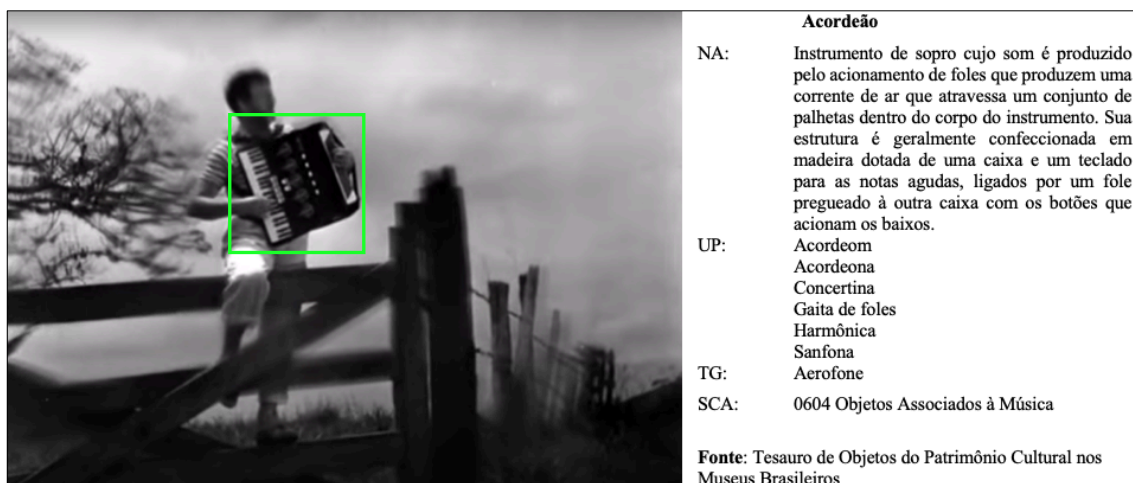 Acordeão
NA: Instrumento de sopro cujo som é produzido
pelo acionamento de foles que produzem uma
corrente de ar que atravessa um conjunto de
palhetas dentro do corpo do instrumento. Sua
estrutura é geralmente confeccionada em
madeira dotada de uma caixa e um teclado
para as notas agudas, ligados por um fole
pregueado à outra caixa com os botões que
acionam os baixos.
UP: Acordeom
Acordeona
Concertina
Gaita de foles
Harmônica
Sanfona
TG: Aerofone
SCA: 0604 Objetos Associados à Música
Fonte: Tesauro de Objetos do Patrimônio Cultural nos
Museus Brasileiros